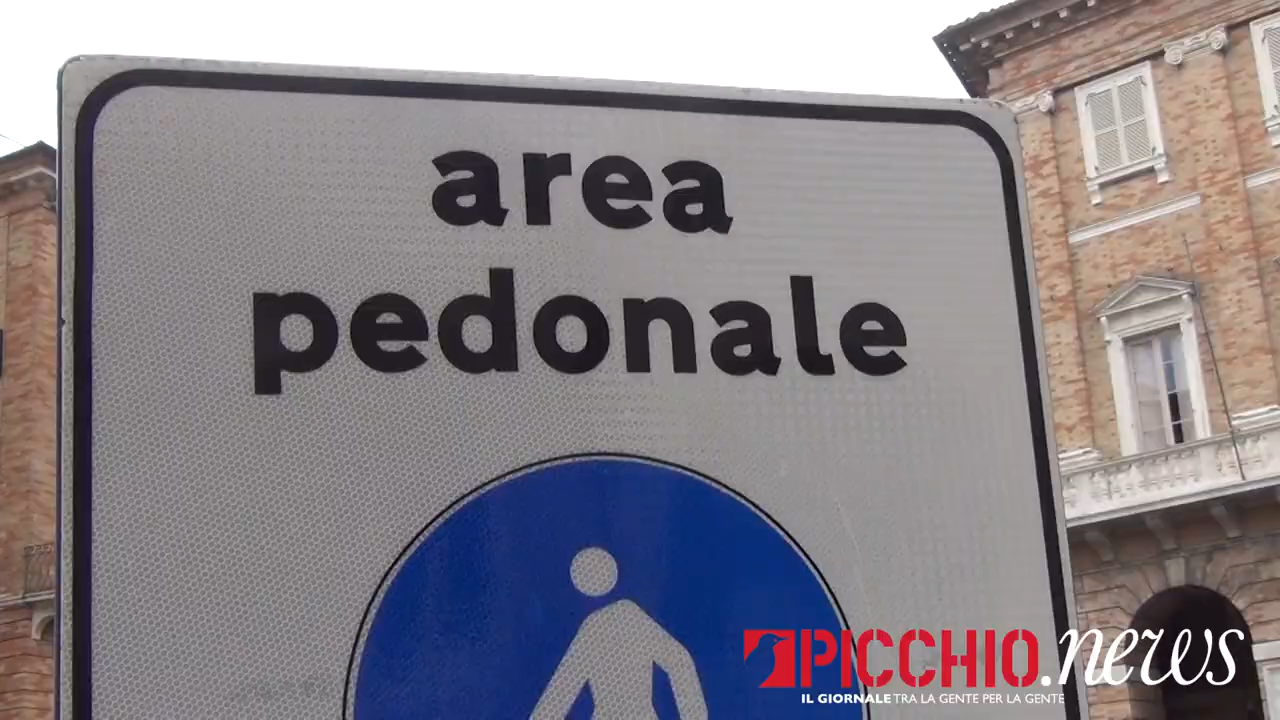 area
pedonale
PICCHIO.news
IL GIORNALE TRA LA GENTE PER LA GENTE